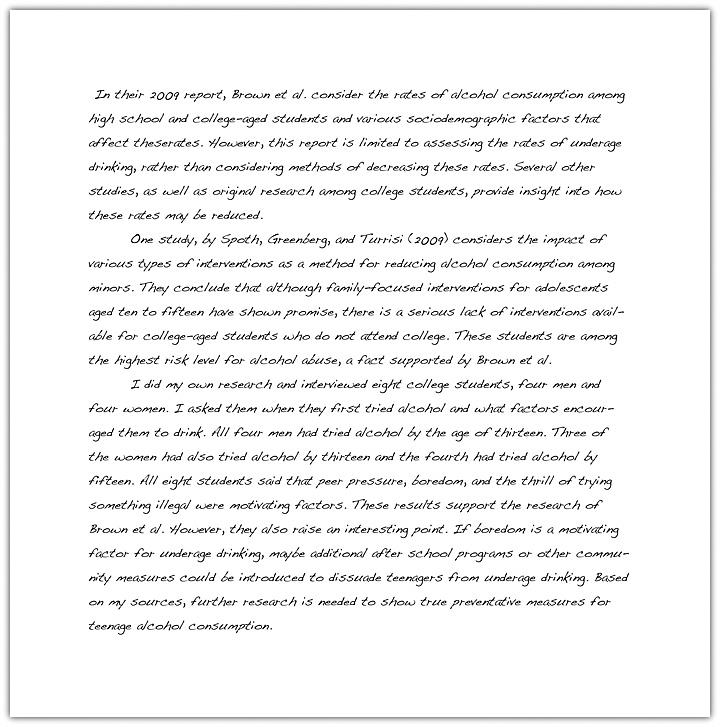 In their 2009 report, Brown et al. consider the rates of alcohol consumption among
high school and college-aged students and various sociodemographic factors that
affect theserates. However, this report is limited to assessing the rates of underage
drinking, rather than considering methods of decreasing these rates. Several other
studies, as well as original research among college students, provide insight into how
these rates may be reduced.
One study, by Spoth, Greenberg, and Turrisi (2009) considers the impact of
various types of interventions as a method for reducing alcohol consumption among
minors. They conclude that although family-focused interventions for adolescents
aged ten to fifteen have shown promise, there is a serious lack of interventions avail-
able for college-aged students who do not attend college. These students are among
the highest risk level for alcohol abuse, a fact supported by Brown et al.
I did my own research and interviewed eight college students, four men and
four women. I asked them when they first tried alcohol and what factors encour-
aged them to drink. All four men had tried alcohol by the age of thirteen. Three of
the women had also tried alcohol by thirteen and the fourth had tried alcohol by
fifteen. All eight students said that peer pressure, boredom, and the thrill of trying
something illegal were motivating factors. These results support the research of
Brown et al. However, they also raise an interesting point. If boredom is a motivating
factor for underage drinking, maybe additional after school programs or other commu-
nity measures could be introduced to dissuade teenagers from underage drinking. Based
on my sources, further research is needed to show true preventative measures for
teenage alcohol consumption.